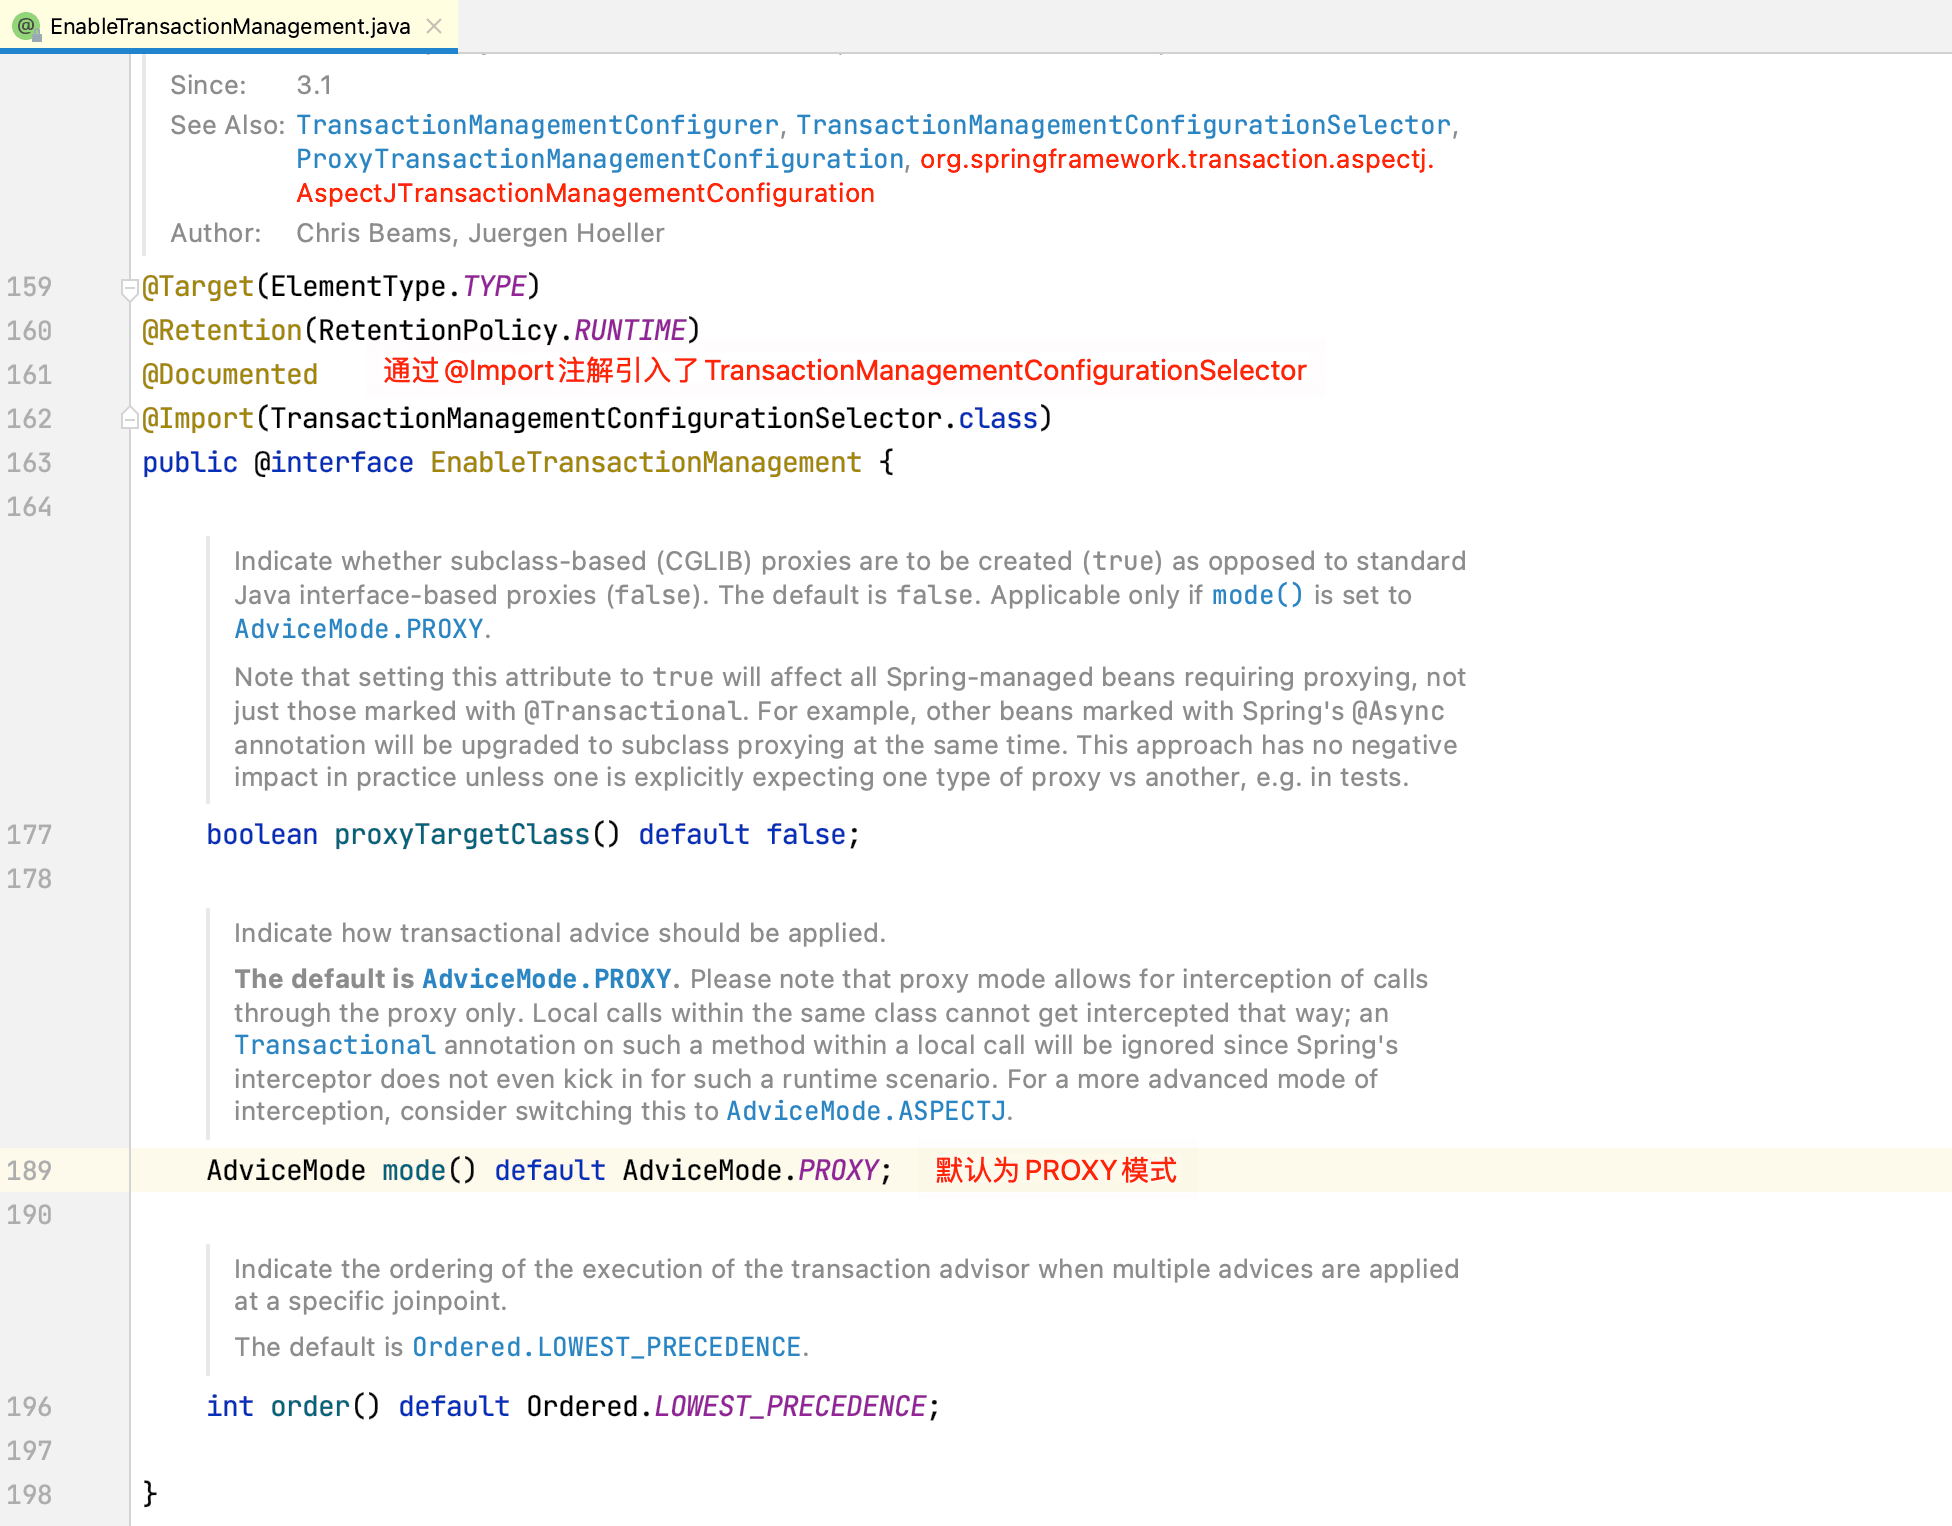 EnableTransactionManagement.java
Since: 3.1
See Also: TransactionManagementConfigurer, TransactionManagementConfigurationSelector,
ProxyTransactionManagementConfiguration, org.springframework.transaction.aspectj.
AspectJTransactionManagementConfiguration
Author: Chris Beams, Juergen Hoeller
159 @Target(ElementType.TYPE)
160 @Retention(RetentionPolicy.RUNTIME)
161 @Documented 通过 @Import 注解引入了 TransactionManagementConfigurationSelector
162 @Import(TransactionManagementConfigurationSelector.class)
163 public @interface EnableTransactionManagement {
164
Indicate whether subclass-based (CGLIB) proxies are to be created (true) as opposed to standard
Java interface-based proxies (false). The default is false. Applicable only if mode() is set to
AdviceMode.PROXY.
Note that setting this attribute to true will affect all Spring-managed beans requiring proxying, not
just those marked with @Transactional. For example, other beans marked with Spring's @Async
annotation will be upgraded to subclass proxying at the same time. This approach has no negative
impact in practice unless one is explicitly expecting one type of proxy vs another, e.g. in tests.
177 boolean proxyTargetClass() default false;
178
Indicate how transactional advice should be applied.
The default is AdviceMode.PROXY. Please note that proxy mode allows for interception of calls
through the proxy only. Local calls within the same class cannot get intercepted that way; an
Transactional annotation on such a method within a local call will be ignored since Spring's
interceptor does not even kick in for such a runtime scenario. For a more advanced mode of
interception, consider switching this to AdviceMode.ASPECTJ.
189 AdviceMode mode() default AdviceMode.PROXY; 默认为 PROXY 模式
190
Indicate the ordering of the execution of the transaction advisor when multiple advices are applied
at a specific joinpoint.
The default is Ordered.LOWEST_PRECEDENCE.
196 int order() default Ordered.LOWEST_PRECEDENCE;
197
198 }